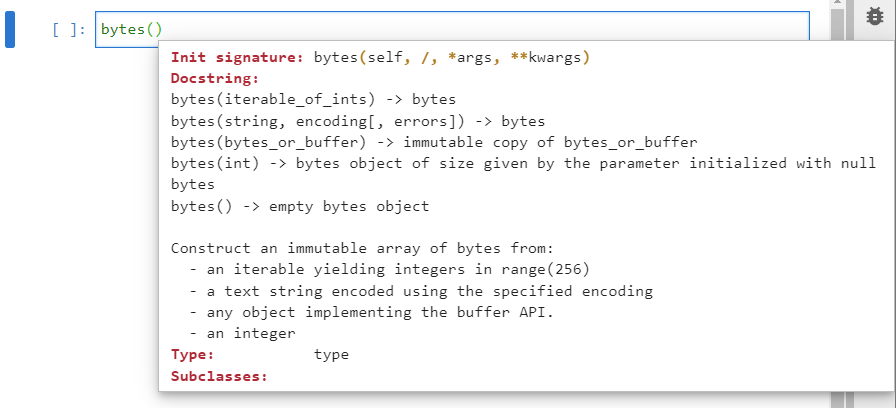 [ ]: bytes()
Init signature: bytes(self, /, *args, **kwargs)
Docstring:
bytes(iterable_of_ints) -> bytes
bytes(string, encoding[, errors]) -> bytes
bytes(bytes_or_buffer) -> immutable copy of bytes_or_buffer
bytes(int) -> bytes object of size given by the parameter initialized with null
bytes
bytes() -> empty bytes object
Construct an immutable array of bytes from:
- an iterable yielding integers in range(256)
- a text string encoded using the specified encoding
- any object implementing the buffer API.
- an integer
Type: type
Subclasses: